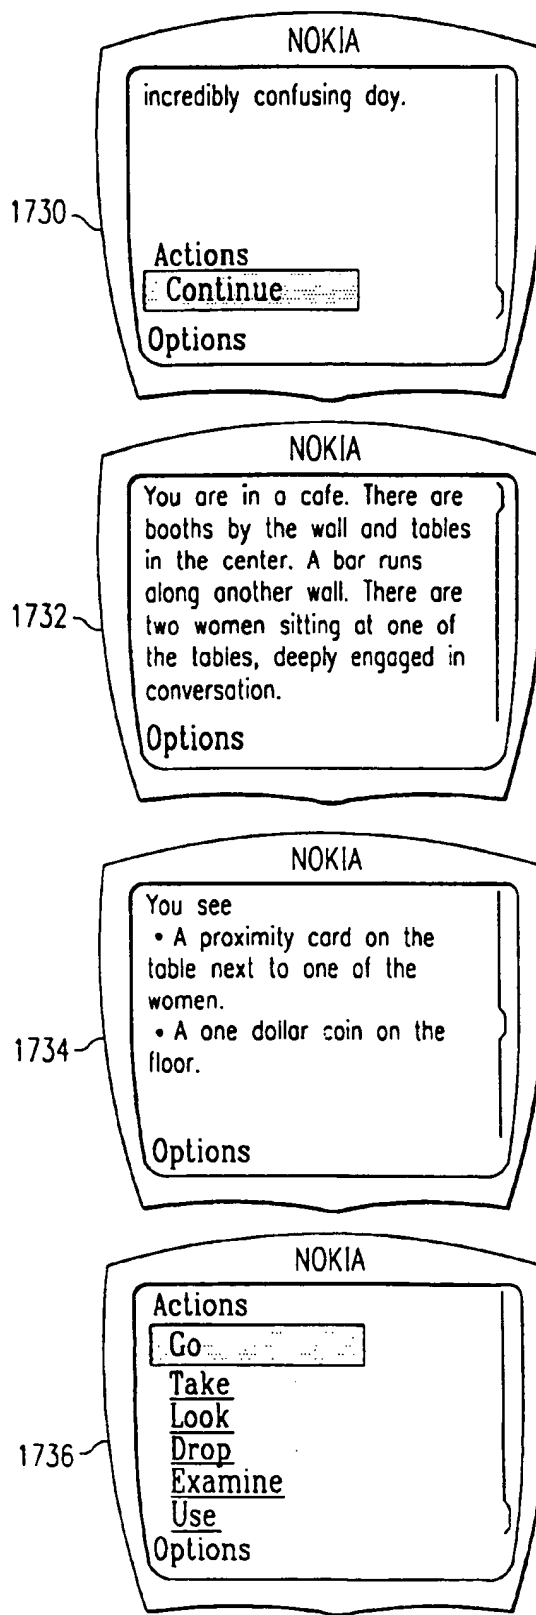 NOKIA
incredibly confusing day.
1730
Actions
Continue
Options
NOKIA
You are in a cafe. There are
booths by the wall and tables
in the center. A bar runs
along another wall. There are
two women sitting at one of
the tables, deeply engaged in
conversation.
1732
Options
NOKIA
You see
• A proximity card on the
table next to one of the
women.
• A one dollar coin on the
floor.
1734
Options
NOKIA
Actions
Go
Take
Look
Drop
Examine
1736
Use
Options